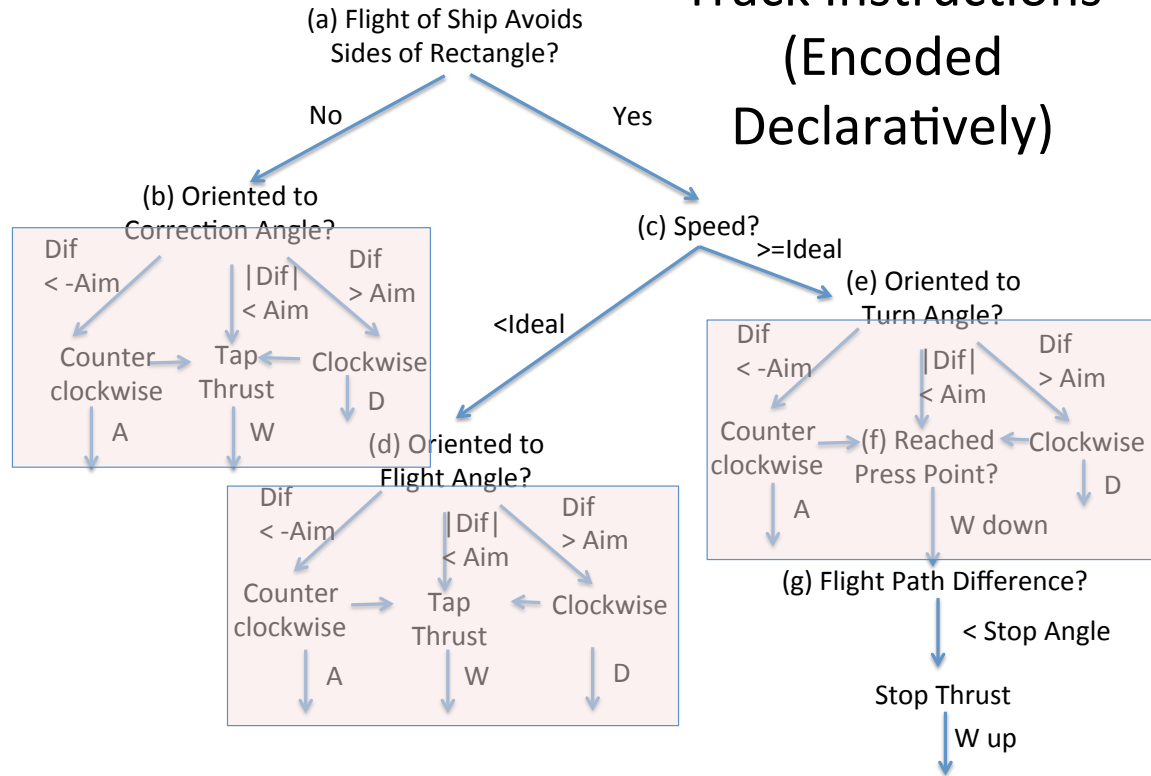 Track Instructions
(Encoded
Declaratively)
(a) Flight of Ship Avoids
Sides of Rectangle?
No
Yes
(b) Oriented to
Correction Angle?
Dif
< -Aim
|Dif|
< Aim
Dif
> Aim
Counter
clockwise
Tap
Thrust
Clockwise
A
W
D
(c) Speed?
<Ideal
>=Ideal
(d) Oriented to
Flight Angle?
Dif
< -Aim
|Dif|
< Aim
Dif
> Aim
Counter
clockwise
Tap
Thrust
Clockwise
A
W
D
(e) Oriented to
Turn Angle?
Dif
< -Aim
|Dif|
< Aim
Dif
> Aim
Counter
clockwise
(f) Reached
Press Point?
Clockwise
A
W down
D
(g) Flight Path Difference?
< Stop Angle
Stop Thrust
W up